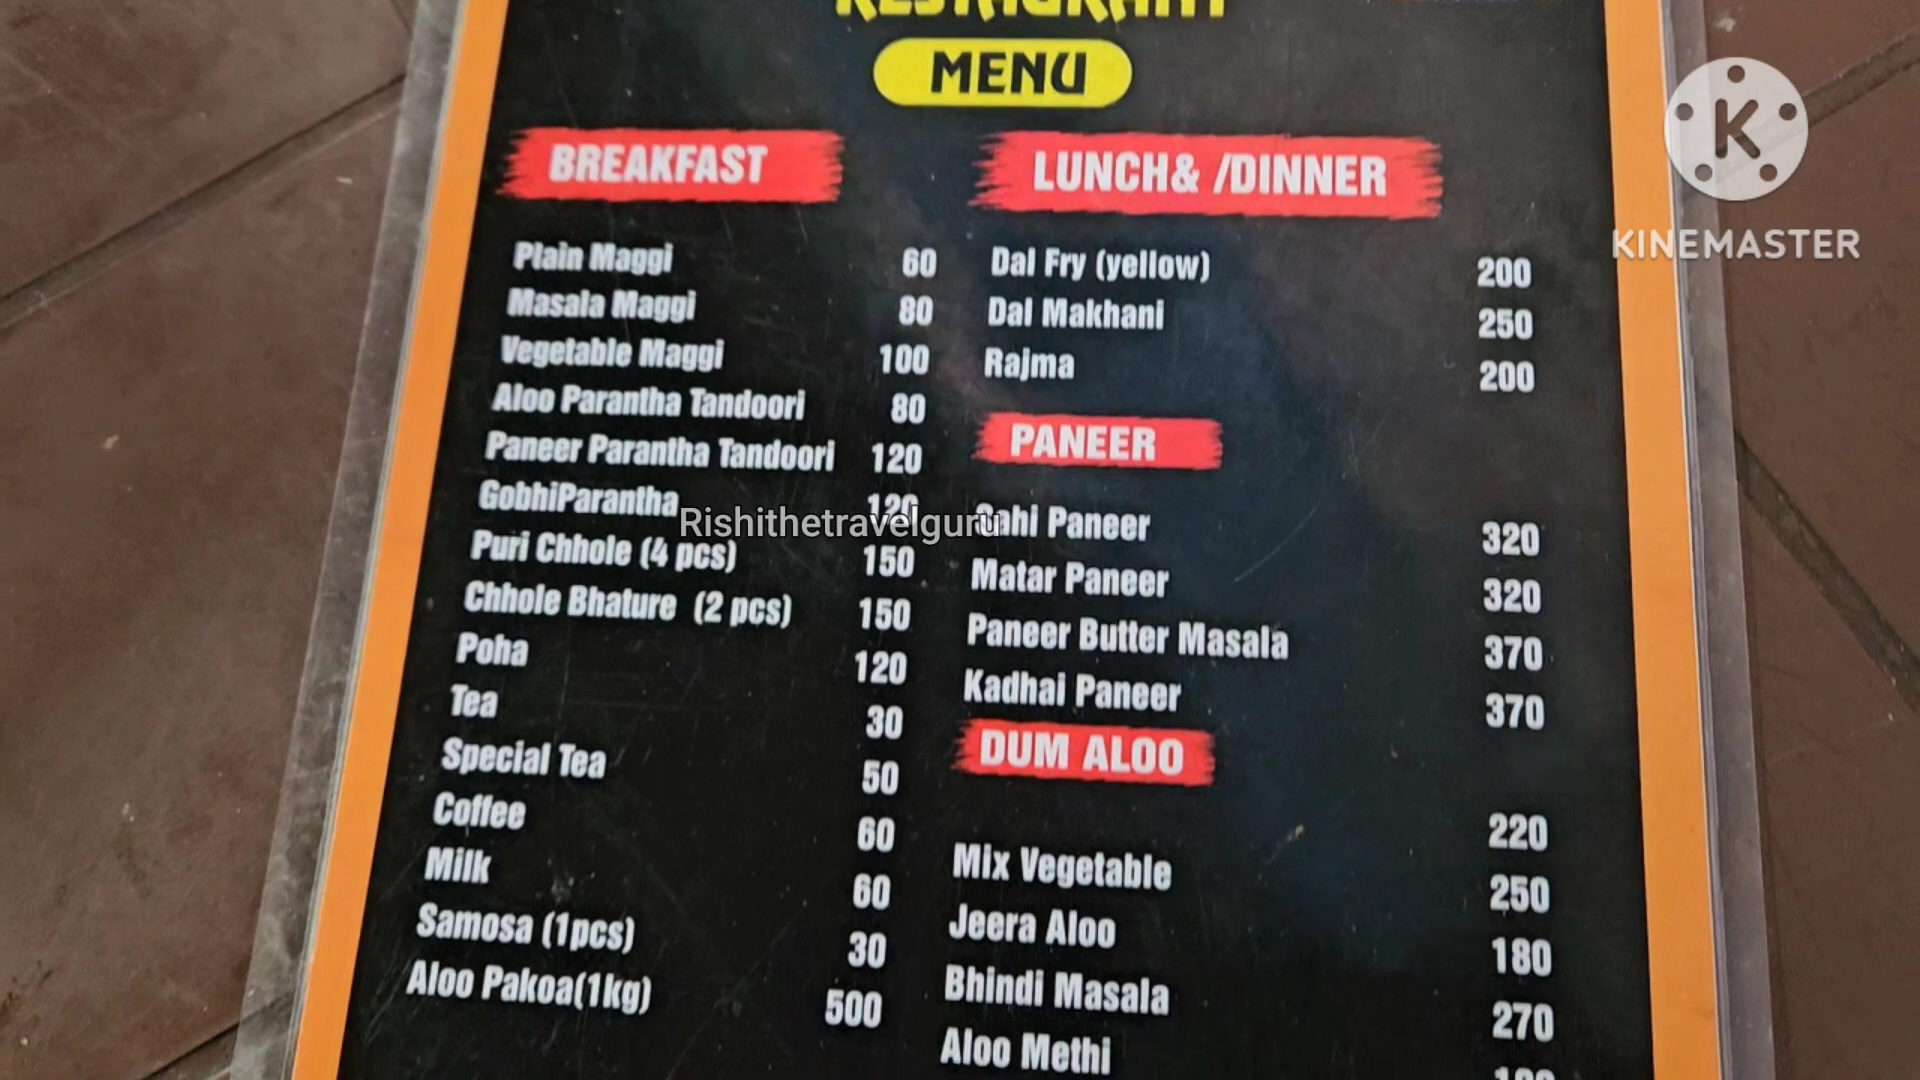 RESTAURANT
MENU
BREAKFAST
Plain Maggi 60
Masala Maggi 80
Vegetable Maggi 100
Aloo Parantha Tandoori 80
Paneer Parantha Tandoori 120
GobhiParantha 120
Puri Chhole (4 pcs) 150
Chhole Bhature (2 pcs) 150
Poha 120
Tea 30
Special Tea 50
Coffee 60
Milk 60
Samosa (1pcs) 30
Aloo Pakoa(1kg) 500
LUNCH& /DINNER
Dal Fry (yellow) 200
Dal Makhani 250
Rajma 200
PANEER
Sahi Paneer 320
Matar Paneer 320
Paneer Butter Masala 370
Kadhai Paneer 370
DUM ALOO
220
Mix Vegetable 250
Jeera Aloo 180
Bhindi Masala 270
Aloo Methi
Rishithetravelguru
K
KINEMASTER